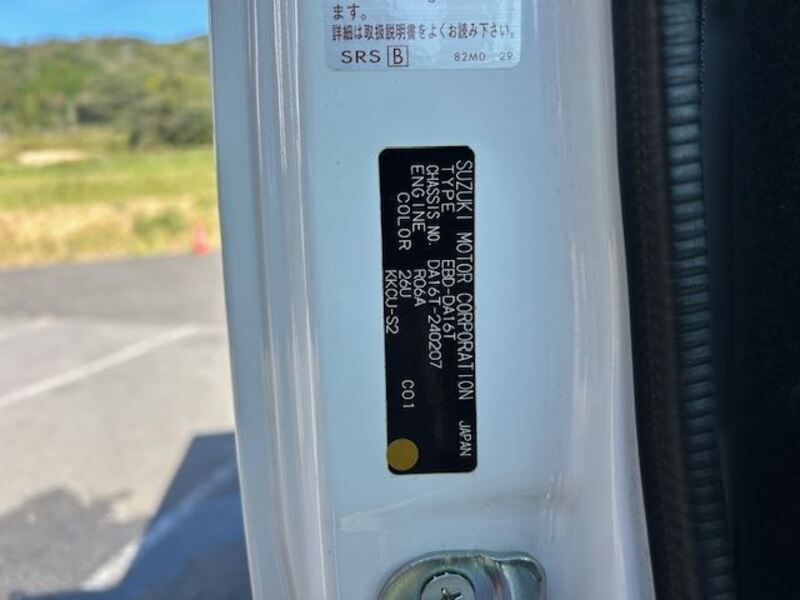 ます。
詳細は取扱説明書をよくお読み下さい。
SRS B 82M0 29
SUZUKI MOTOR CORPORATION JAPAN
TYPE EBD-DA16T
CHASSIS NO. DA16T-240207
ENGINE R06A
COLOR 26U C01
KKCU-S2